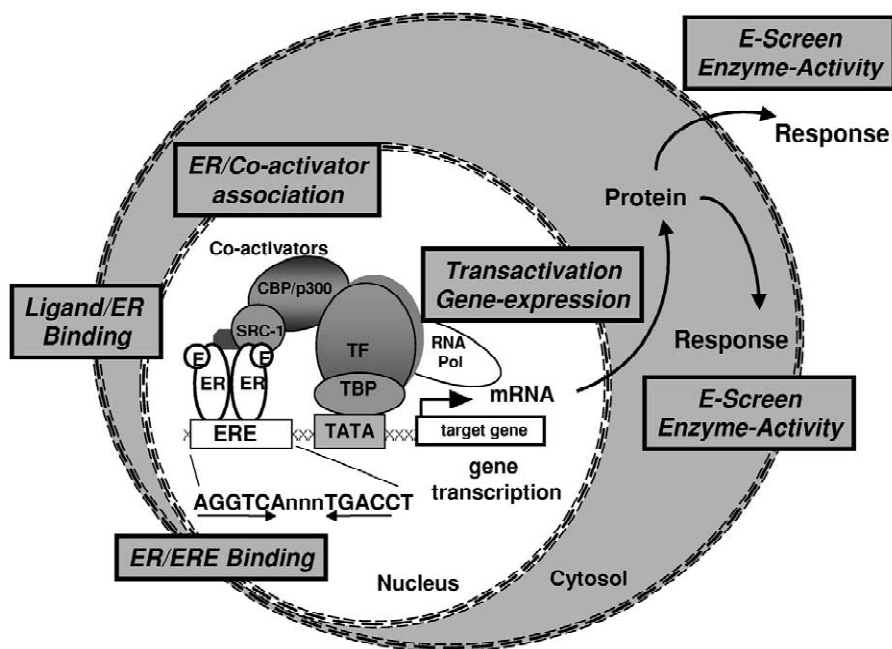 E-Screen
Enzyme-Activity
Response
ER/Co-activator
association
Protein
Co-activators
CBP/p300
Transactivation
Gene-expression
Ligand/ER
Binding
SRC-1
E
E
ER
ER
TF
RNA
Pol
TBP
Response
mRNA
E-Screen
Enzyme-Activity
ERE
TATA
target gene
gene
transcription
AGGTCAnnnTGACCT
ER/ERE Binding
Nucleus
Cytosol